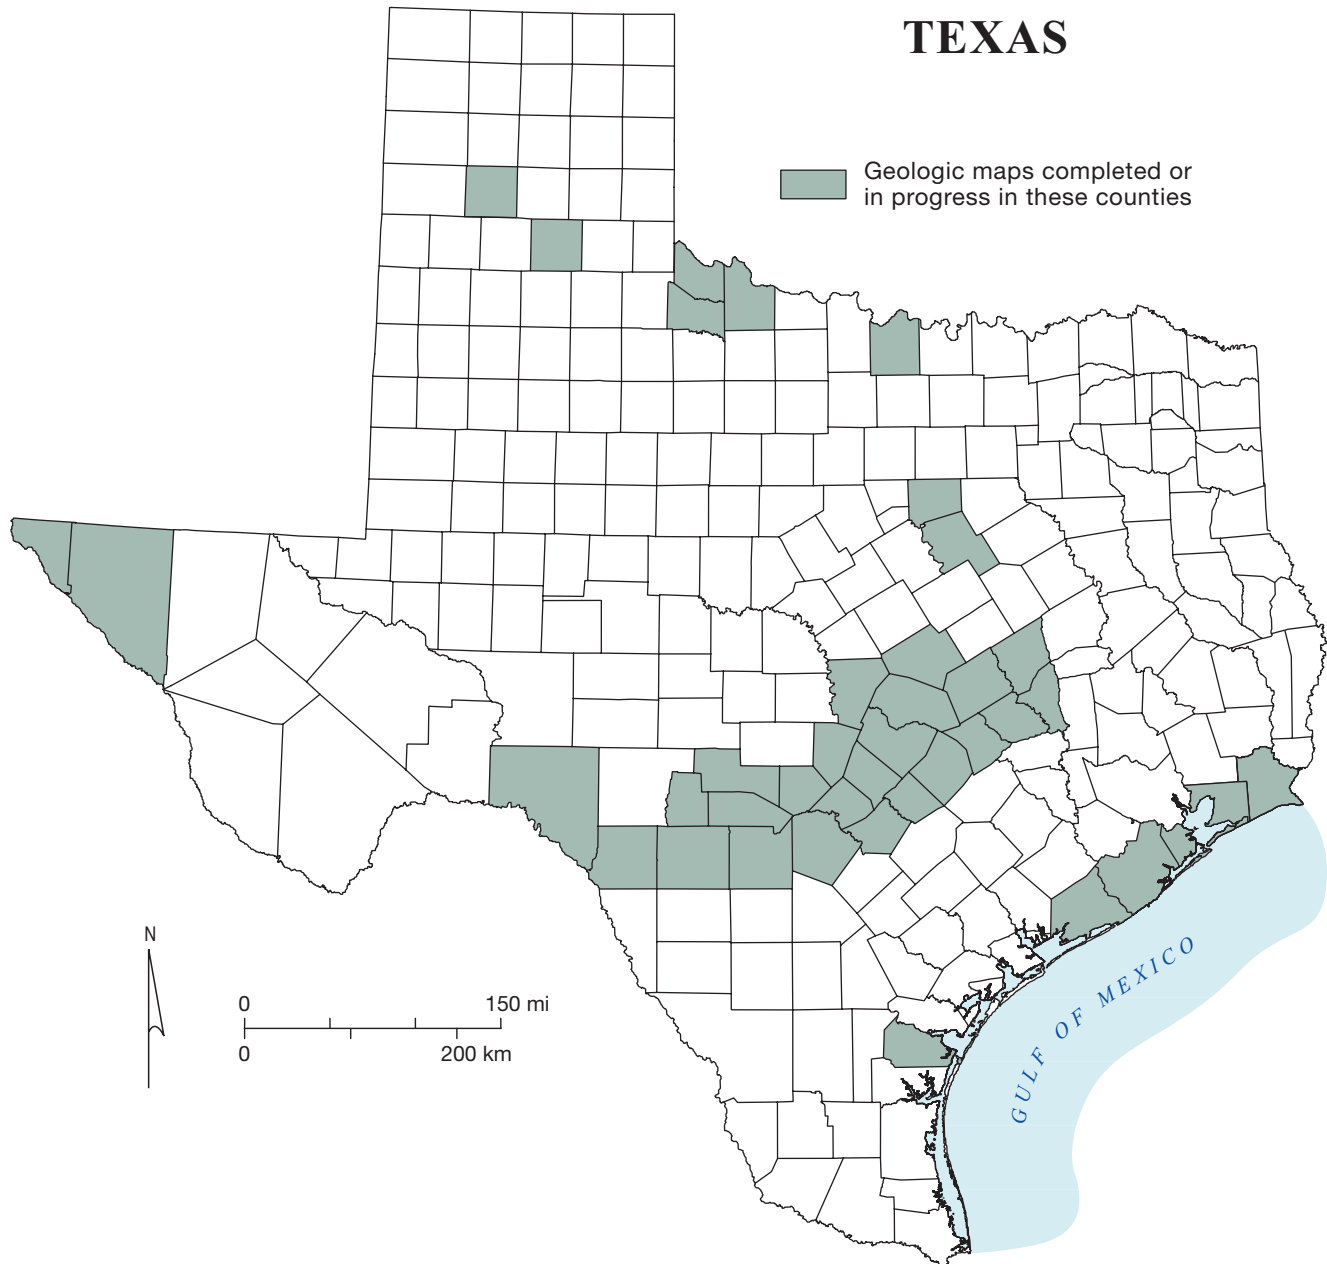 TEXAS
Geologic maps completed or
in progress in these counties
N
0 150 mi
0 200 km
GULF OF MEXICO